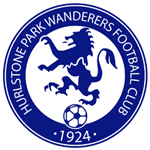 HURLSTONE PARK WANDERERS FOOTBALL CLUB
· 1924 ·